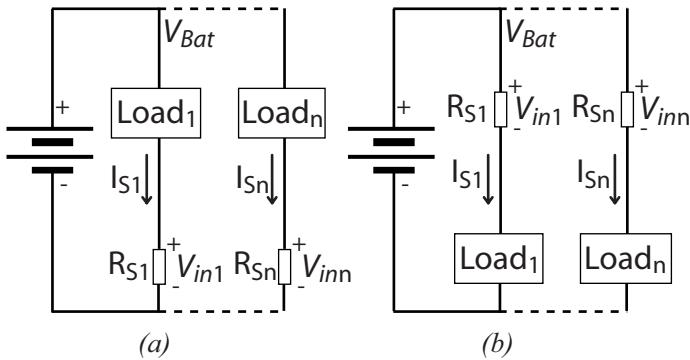 V_Bat V_Bat
+ Load_1 Load_n + R_S1 + V_in1 - R_Sn + V_inn -
- I_S1 I_Sn - I_S1 I_Sn
R_S1 + V_in1 - R_Sn + V_inn - Load_1 Load_n
(a) (b)